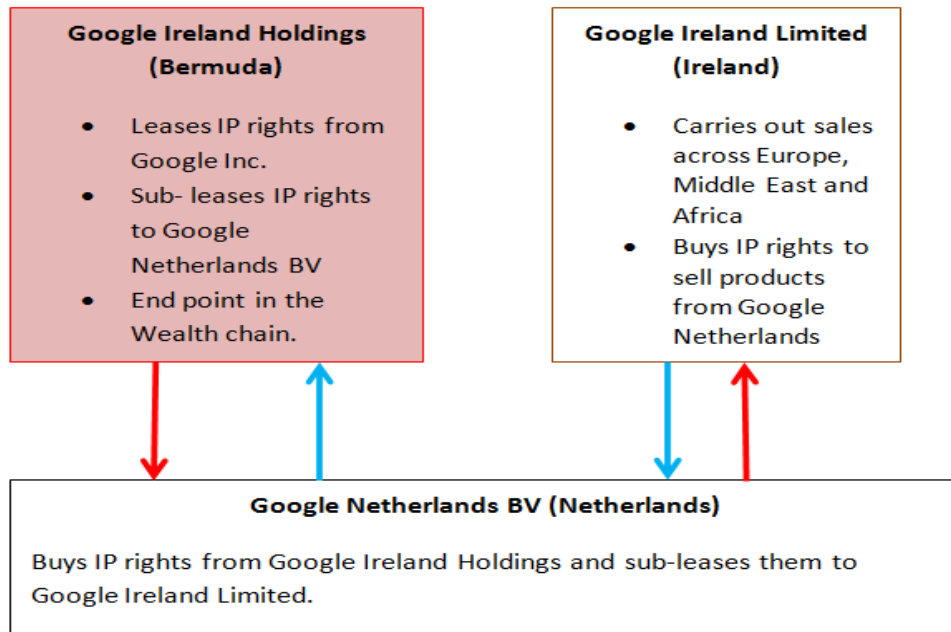 Google Ireland Holdings
(Bermuda)
• Leases IP rights from
Google Inc.
• Sub- leases IP rights
to Google
Netherlands BV
• End point in the
Wealth chain.
Google Ireland Limited
(Ireland)
• Carries out sales
across Europe,
Middle East and
Africa
• Buys IP rights to
sell products
from Google
Netherlands
Google Netherlands BV (Netherlands)
Buys IP rights from Google Ireland Holdings and sub-leases them to
Google Ireland Limited.